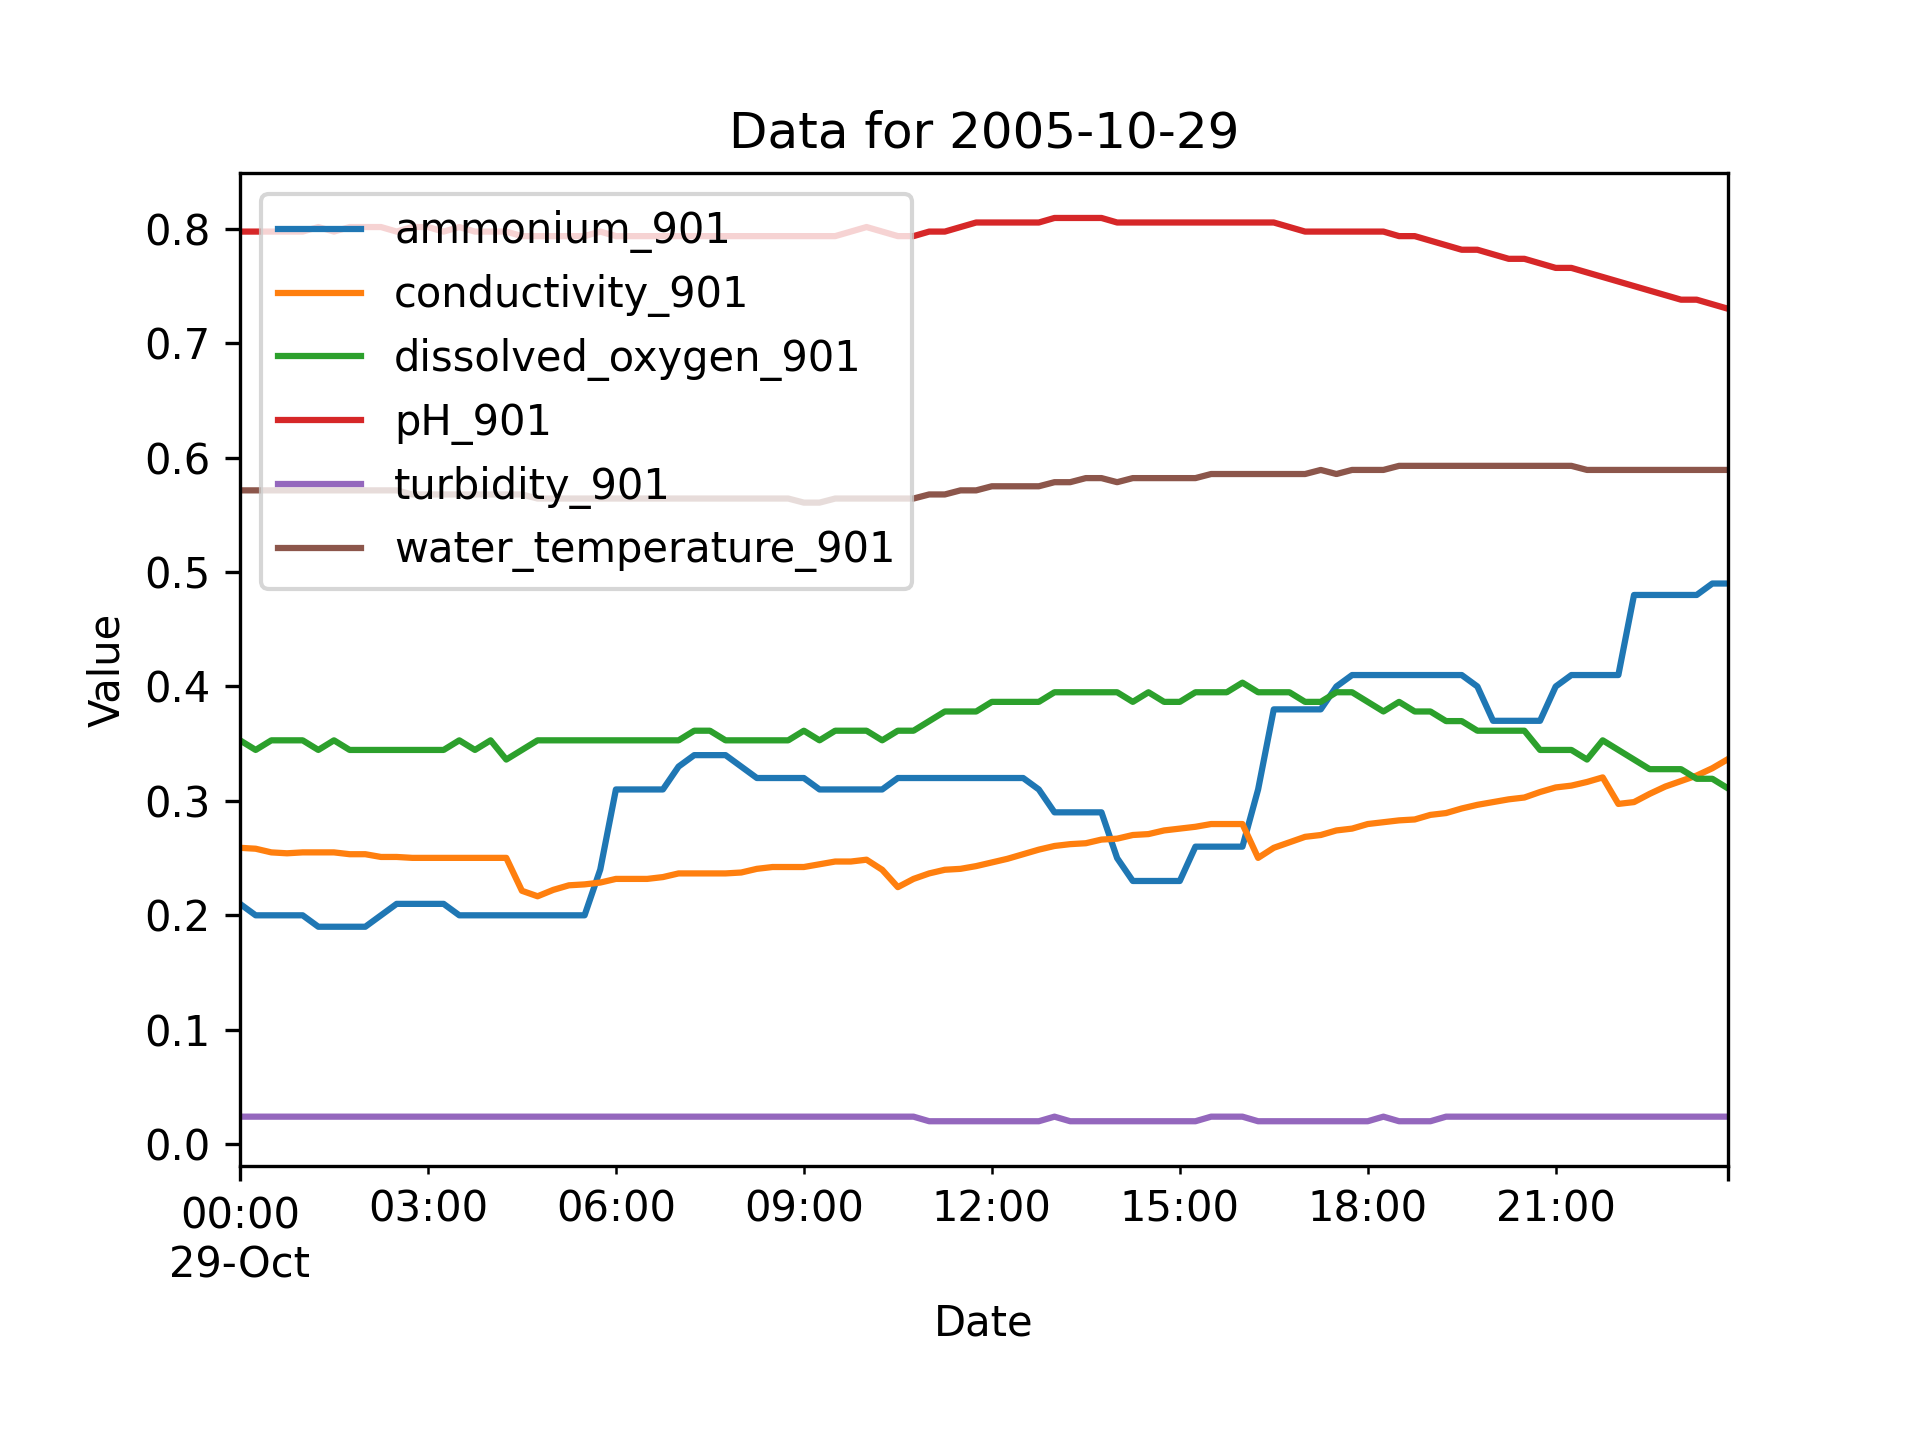 Data for 2005-10-29
ammonium_901
conductivity_901
dissolved_oxygen_901
pH_901
turbidity_901
water_temperature_901
0.8
0.7
0.6
0.5
0.4
0.3
0.2
0.1
0.0
Value
00:00 03:00 06:00 09:00 12:00 15:00 18:00 21:00
29-Oct
Date